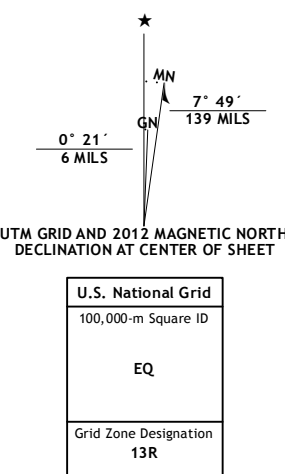 MN
7° 49´
139 MILS
GN
0° 21´
6 MILS
UTM GRID AND 2012 MAGNETIC NORTH
DECLINATION AT CENTER OF SHEET
U.S. National Grid
100,000-m Square ID
EQ
Grid Zone Designation
13R